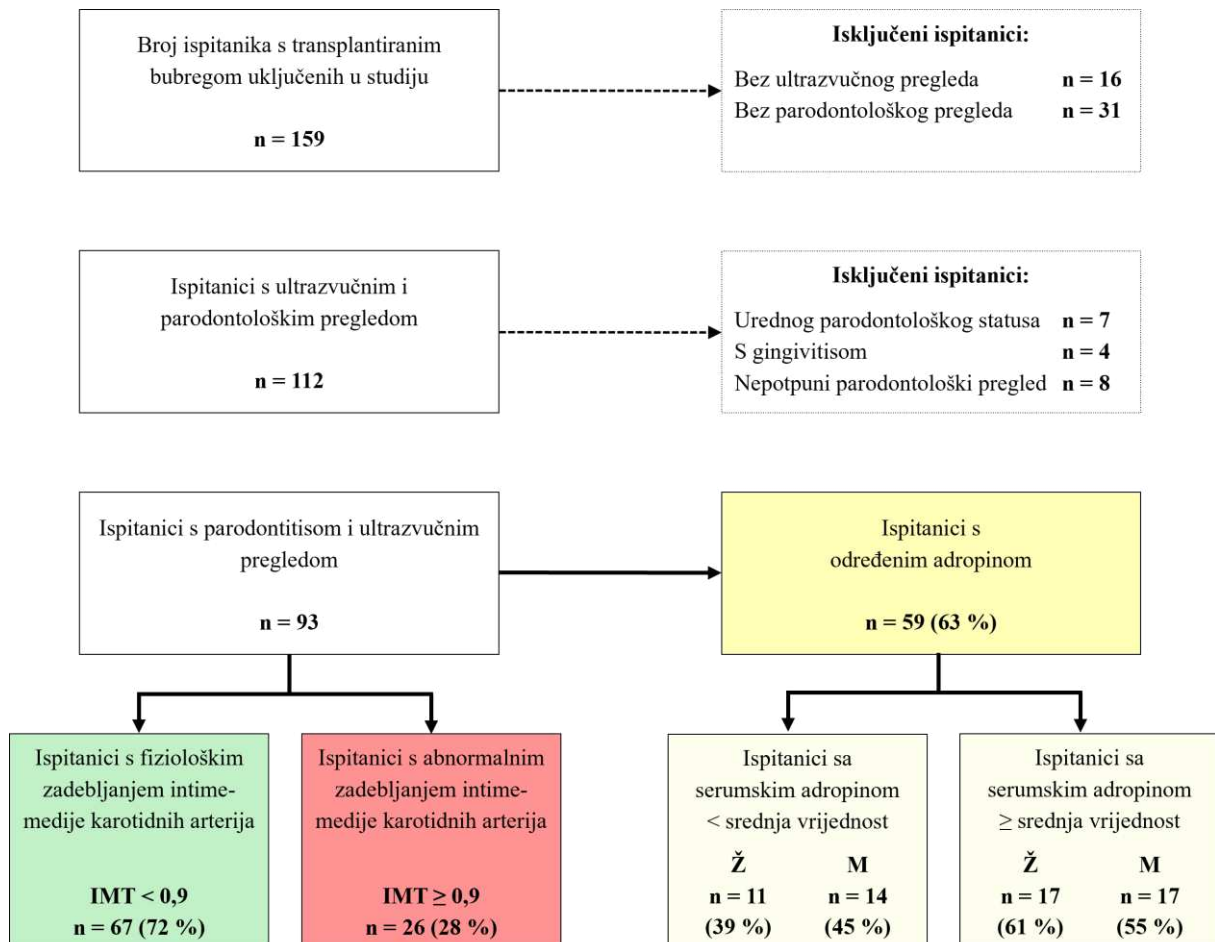 Broj ispitanika s transplantiranim
bubregom uključenih u studiju
n = 159
Isključeni ispitanici:
Bez ultrazvučnog pregleda n = 16
Bez parodontološkog pregleda n = 31
Ispitanici s ultrazvučnim i
parodontološkim pregledom
n = 112
Isključeni ispitanici:
Urednog parodontološkog statusa n = 7
S gingivitisom n = 4
Nepotpuni parodontološki pregled n = 8
Ispitanici s parodontitisom i ultrazvučnim
pregledom
n = 93
Ispitanici s
određenim adropinom
n = 59 (63 %)
Ispitanici s fiziološkim
zadebljanjem intime-
medije karotidnih arterija
IMT < 0,9
n = 67 (72 %)
Ispitanici s abnormalnim
zadebljanjem intime-
medije karotidnih arterija
IMT ≥ 0,9
n = 26 (28 %)
Ispitanici sa
serumskim adropinom
< srednja vrijednost
Ž M
n = 11 n = 14
(39 %) (45 %)
Ispitanici sa
serumskim adropinom
≥ srednja vrijednost
Ž M
n = 17 n = 17
(61 %) (55 %)